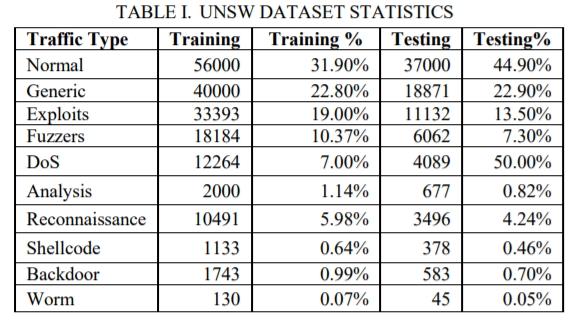 TABLE I. UNSW DATASET STATISTICS
Traffic Type Training Training % Testing Testing%
Normal 56000 31.90% 37000 44.90%
Generic 40000 22.80% 18871 22.90%
Exploits 33393 19.00% 11132 13.50%
Fuzzers 18184 10.37% 6062 7.30%
DoS 12264 7.00% 4089 50.00%
Analysis 2000 1.14% 677 0.82%
Reconnaissance 10491 5.98% 3496 4.24%
Shellcode 1133 0.64% 378 0.46%
Backdoor 1743 0.99% 583 0.70%
Worm 130 0.07% 45 0.05%